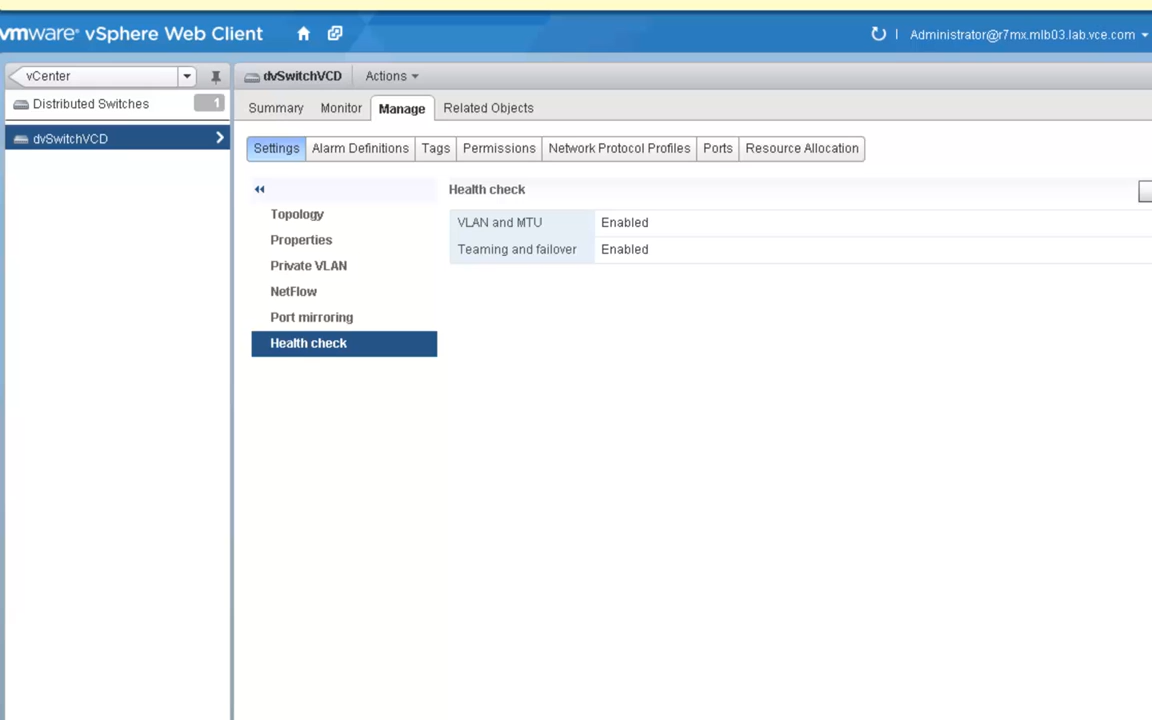 vmware® vSphere Web Client
Administrator@r7mx.mlb03.lab.vce.com
vCenter
Distributed Switches 1
dvSwitchVCD
dvSwitchVCD Actions
Summary Monitor Manage Related Objects
Settings Alarm Definitions Tags Permissions Network Protocol Profiles Ports Resource Allocation
Topology
Properties
Private VLAN
NetFlow
Port mirroring
Health check
Health check
VLAN and MTU Enabled
Teaming and failover Enabled